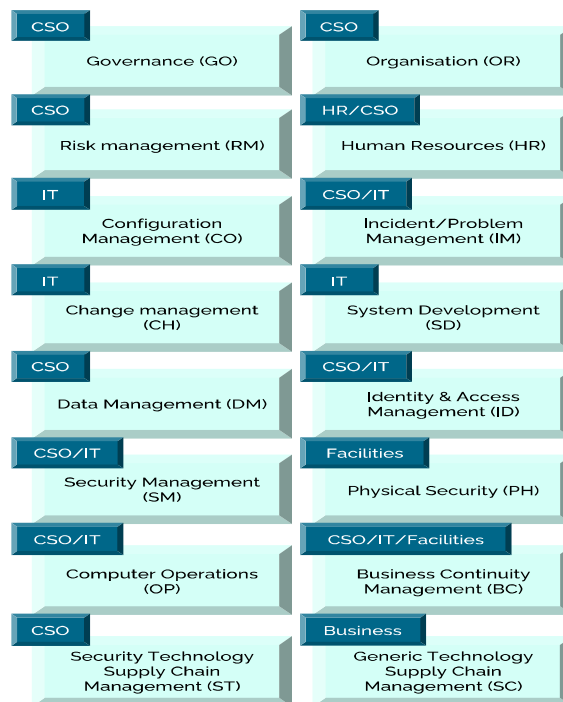 CSO
Governance (GO)
CSO
Organisation (OR)
CSO
Risk management (RM)
HR/CSO
Human Resources (HR)
IT
Configuration
Management (CO)
CSO/IT
Incident/Problem
Management (IM)
IT
Change management
(CH)
IT
System Development
(SD)
CSO
Data Management (DM)
CSO/IT
Identity & Access
Management (ID)
CSO/IT
Security Management
(SM)
Facilities
Physical Security (PH)
CSO/IT
Computer Operations
(OP)
CSO/IT/Facilities
Business Continuity
Management (BC)
CSO
Security Technology
Supply Chain
Management (ST)
Business
Generic Technology
Supply Chain
Management (SC)